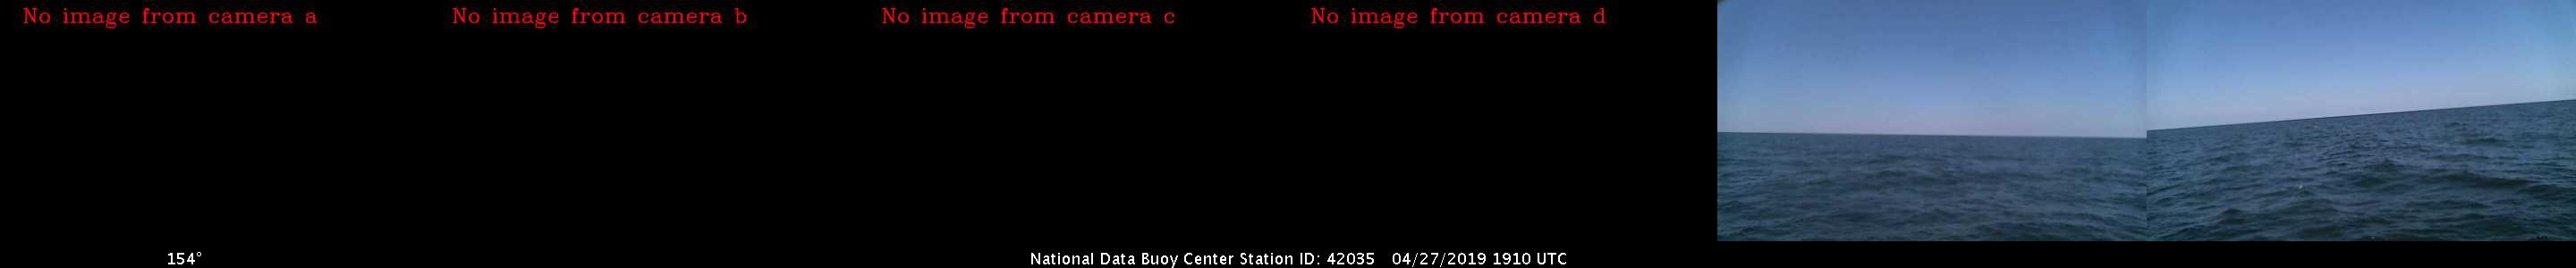 No image from camera a
No image from camera b
No image from camera c
No image from camera d
154°
National Data Buoy Center Station ID: 42035 04/27/2019 1910 UTC